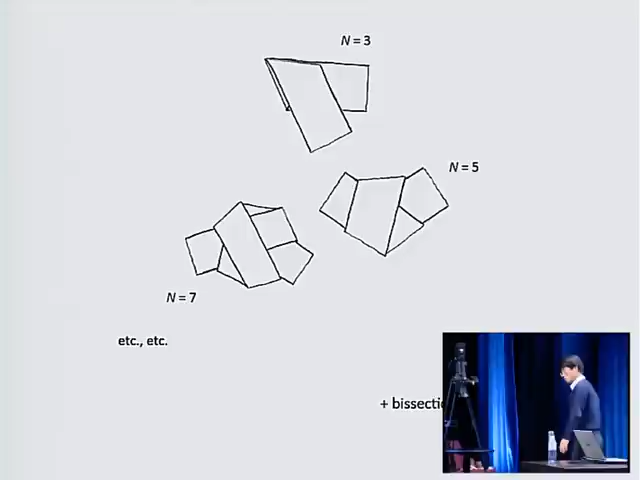 N = 3
N = 5
N = 7
etc., etc.
+ bissecti